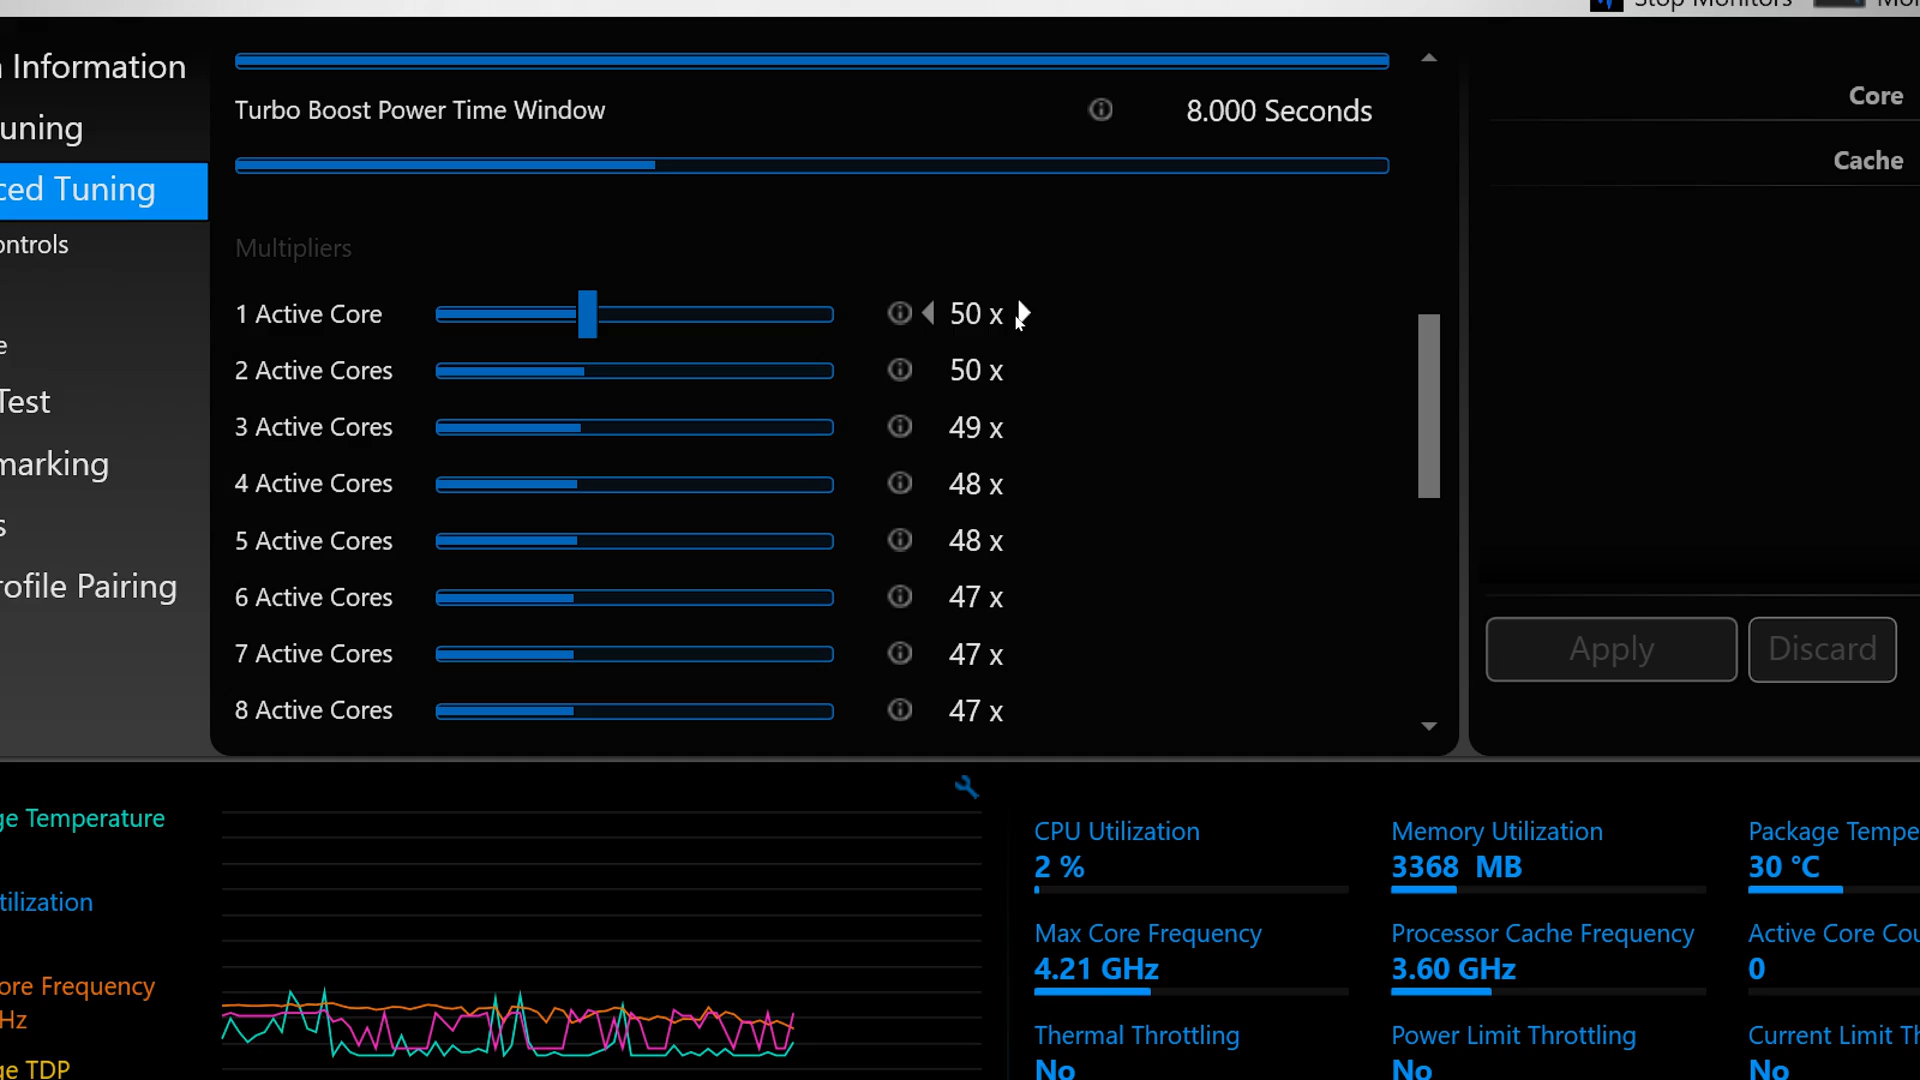 Stop Monitors
Information
uning
ced Tuning
ontrols
e
Test
marking
s
rofile Pairing
Turbo Boost Power Time Window 8.000 Seconds
Multipliers
1 Active Core 50 x
2 Active Cores 50 x
3 Active Cores 49 x
4 Active Cores 48 x
5 Active Cores 48 x
6 Active Cores 47 x
7 Active Cores 47 x
8 Active Cores 47 x
Core
Cache
Apply Discard
ge Temperature
tilization
ore Frequency
Hz
ge TDP
CPU Utilization
2 %
Memory Utilization
3368 MB
Package Tempe
30 °C
Max Core Frequency
4.21 GHz
Processor Cache Frequency
3.60 GHz
Active Core Cou
0
Thermal Throttling
No
Power Limit Throttling
No
Current Limit T
No